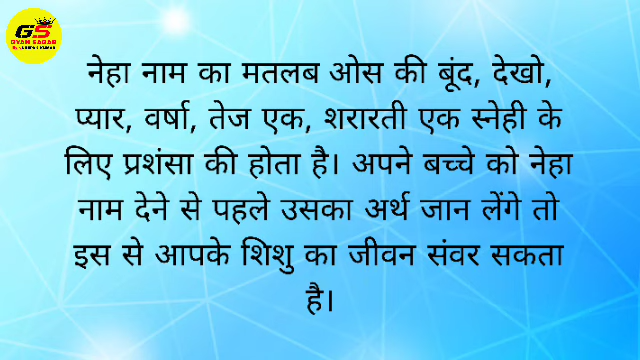 GS
GYAN SAGAR
नेहा नाम का मतलब ओस की बूंद, देखो,
प्यार, वर्षा, तेज एक, शरारती एक स्नेही के
लिए प्रशंसा की होता है। अपने बच्चे को नेहा
नाम देने से पहले उसका अर्थ जान लेंगे तो
इस से आपके शिशु का जीवन संवर सकता
है।